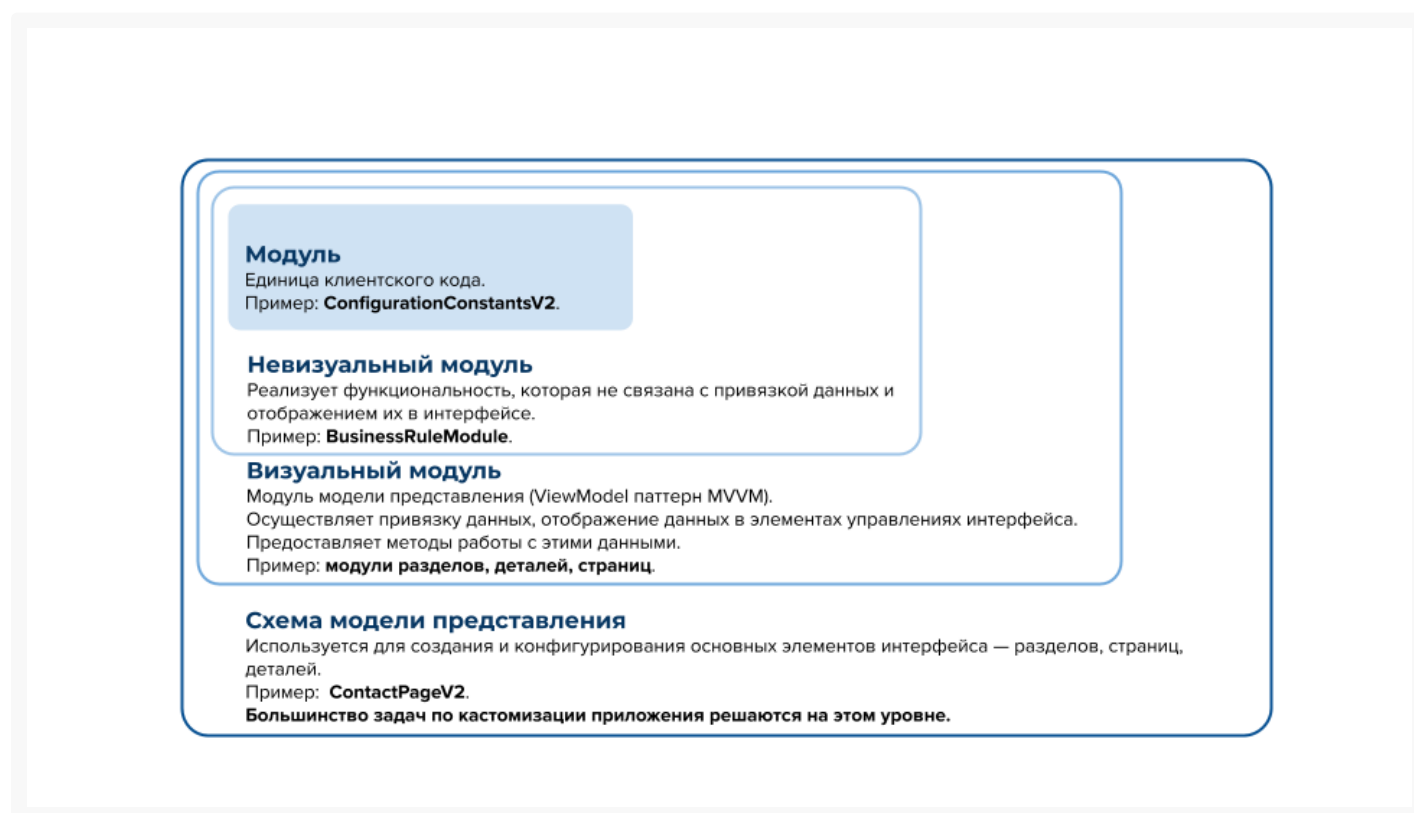 Модуль
Единица клиентского кода.
Пример: ConfigurationConstantsV2.
Невизуальный модуль
Реализует функциональность, которая не связана с привязкой данных и
отображением их в интерфейсе.
Пример: BusinessRuleModule.
Визуальный модуль
Модуль модели представления (ViewModel паттерн MVVM).
Осуществляет привязку данных, отображение данных в элементах управлениях интерфейса.
Предоставляет методы работы с этими данными.
Пример: модули разделов, деталей, страниц.
Схема модели представления
Используется для создания и конфигурирования основных элементов интерфейса — разделов, страниц,
деталей.
Пример: ContactPageV2.
Большинство задач по кастомизации приложения решаются на этом уровне.